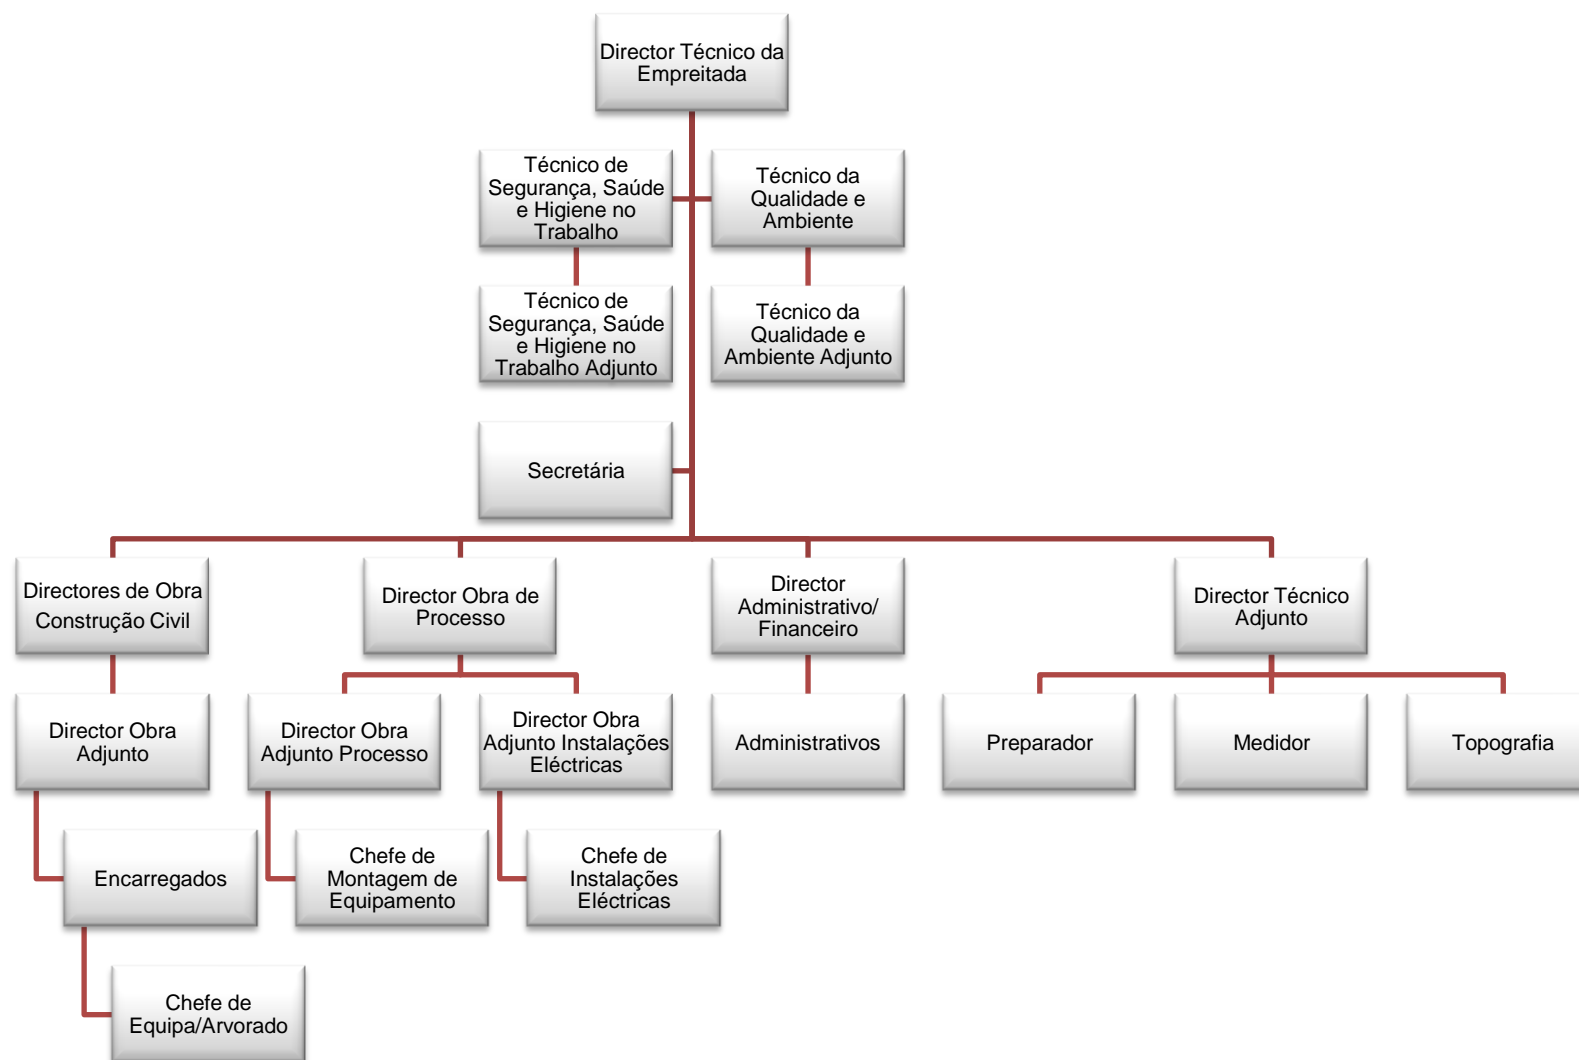 Director Técnico da
Empreitada
Técnico de
Segurança, Saúde
e Higiene no
Trabalho
Técnico da
Qualidade e
Ambiente
Técnico de
Segurança, Saúde
e Higiene no
Trabalho Adjunto
Técnico da
Qualidade e
Ambiente Adjunto
Secretária
Directores de Obra
Construção Civil
Director Obra de
Processo
Director
Administrativo/
Financeiro
Director Técnico
Adjunto
Director Obra
Adjunto
Director Obra
Adjunto Processo
Director Obra
Adjunto Instalações
Eléctricas
Administrativos
Preparador
Medidor
Topografia
Encarregados
Chefe de
Montagem de
Equipamento
Chefe de
Instalações
Eléctricas
Chefe de
Equipa/Arvorado